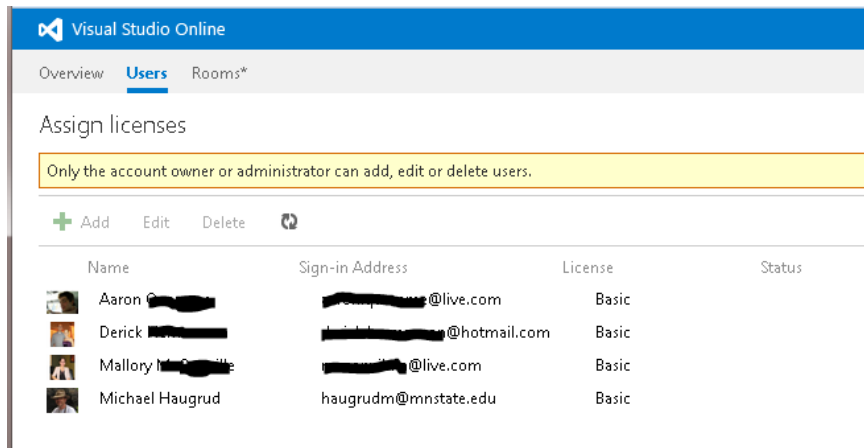 Visual Studio Online
Overview Users Rooms*
Assign licenses
Only the account owner or administrator can add, edit or delete users.
Add Edit Delete
Name Sign-in Address License Status
Aaron @live.com Basic
Derick @hotmail.com Basic
Mallory @live.com Basic
Michael Haugrud haugrudm@mnstate.edu Basic